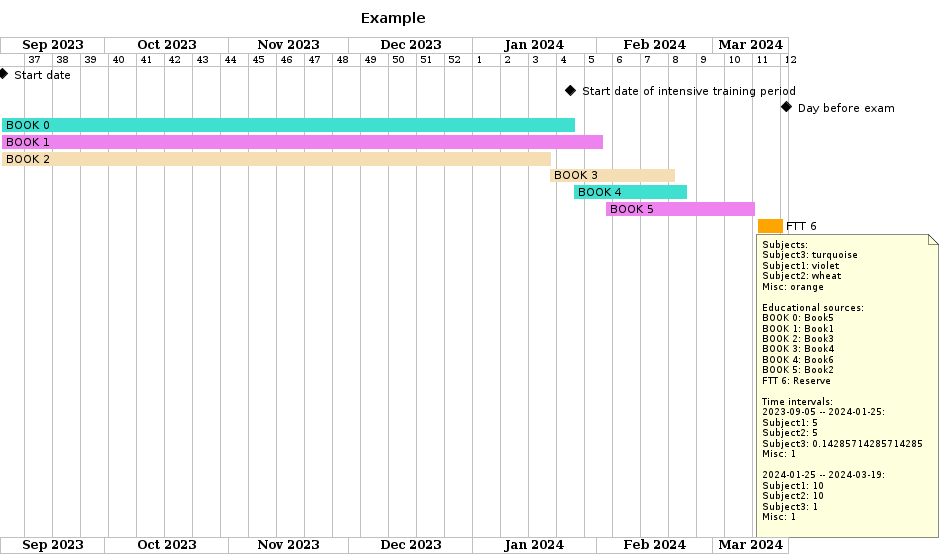 Example
Sep 2023 Oct 2023 Nov 2023 Dec 2023 Jan 2024 Feb 2024 Mar 2024
37 38 39 40 41 42 43 44 45 46 47 48 49 50 51 52 1 2 3 4 5 6 7 8 9 10 11 12
Start date
Start date of intensive training period
Day before exam
BOOK 0
BOOK 1
BOOK 2
BOOK 3
BOOK 4
BOOK 5
FTT 6
Subjects:
Subject3: turquoise
Subject1: violet
Subject2: wheat
Misc: orange
Educational sources:
BOOK 0: Book5
BOOK 1: Book1
BOOK 2: Book3
BOOK 3: Book4
BOOK 4: Book6
BOOK 5: Book2
FTT 6: Reserve
Time intervals:
2023-09-05 -- 2024-01-25:
Subject1: 5
Subject2: 5
Subject3: 0.14285714285714285
Misc: 1
2024-01-25 -- 2024-03-19:
Subject1: 10
Subject2: 10
Subject3: 1
Misc: 1
Sep 2023 Oct 2023 Nov 2023 Dec 2023 Jan 2024 Feb 2024 Mar 2024